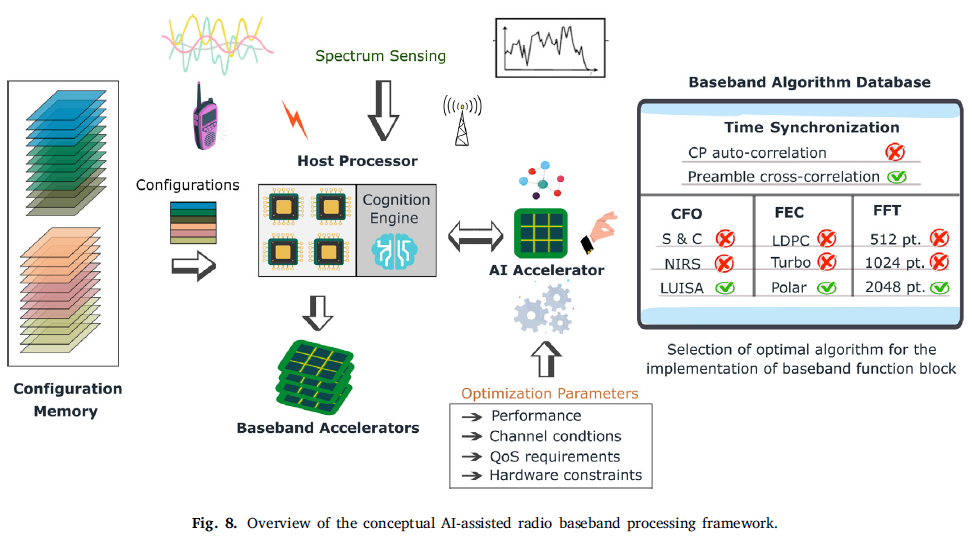 Spectrum Sensing
Baseband Algorithm Database
Time Synchronization
CP auto-correlation
Preamble cross-correlation
CFO
S & C
NIRS
LUISA
FEC
LDPC
Turbo
Polar
FFT
512 pt.
1024 pt.
2048 pt.
Selection of optimal algorithm for the
implementation of baseband function block
Host Processor
Configurations
Cognition
Engine
AI Accelerator
Configuration
Memory
Baseband Accelerators
Optimization Parameters
Performance
Channel condtions
QoS requirements
Hardware constraints
Fig. 8. Overview of the conceptual AI-assisted radio baseband processing framework.